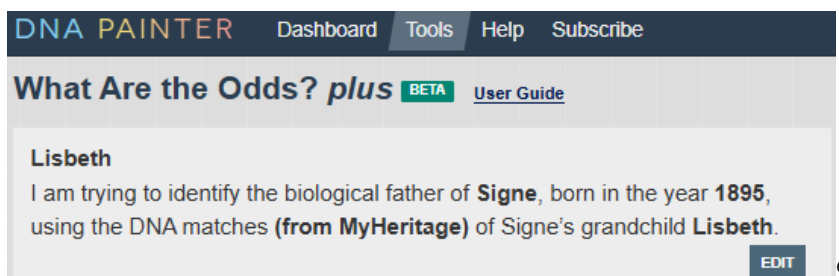 DNA PAINTER Dashboard Tools Help Subscribe
What Are the Odds? plus BETA User Guide
Lisbeth
I am trying to identify the biological father of Signe, born in the year 1895,
using the DNA matches (from MyHeritage) of Signe's grandchild Lisbeth.
EDIT